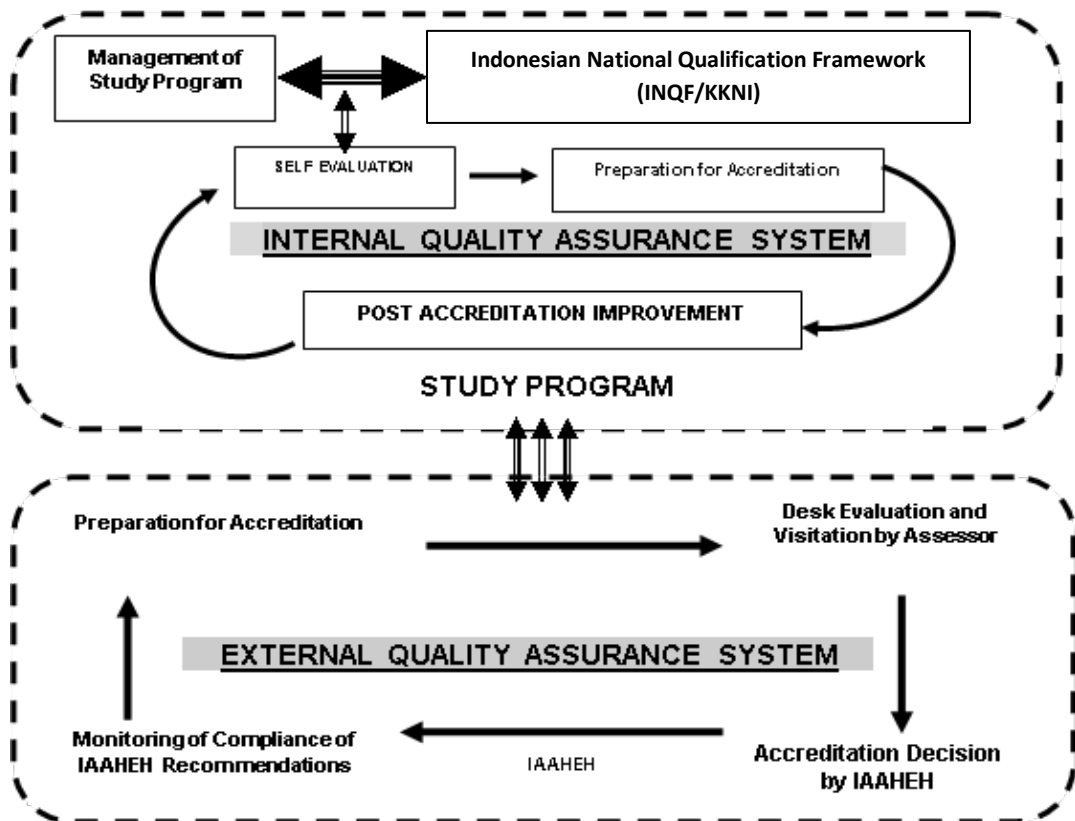 Management of
Study Program
Indonesian National Qualification Framework
(INQF/KKNI)
SELF EVALUATION
Preparation for Accreditation
INTERNAL QUALITY ASSURANCE SYSTEM
POST ACCREDITATION IMPROVEMENT
STUDY PROGRAM
Preparation for Accreditation
Desk Evaluation and
Visitation by Assessor
EXTERNAL QUALITY ASSURANCE SYSTEM
Monitoring of Compliance of
IAAHEH Recommendations
IAAHEH
Accreditation Decision
by IAAHEH